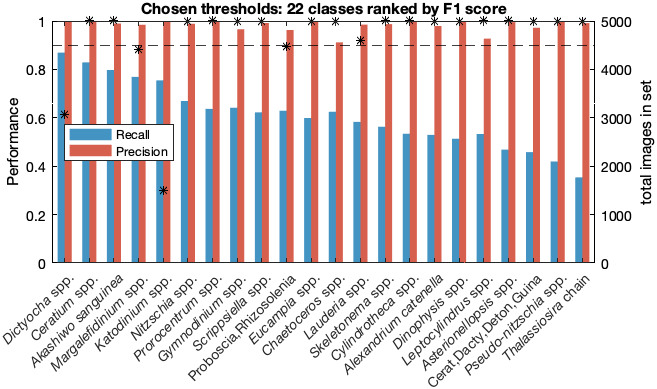 Chosen thresholds: 22 classes ranked by F1 score
1
0.8
0.6
0.4
0.2
0
Performance
5000
4000
3000
2000
1000
0
total images in set
Recall
Precision
Dictyocha spp.
Ceratium spp.
Akashiwo sanguinea
Margalefidinium spp.
Katodinium spp.
Nitzschia spp.
Prorocentrum spp.
Gymnodinium spp.
Scrippsiella spp.
Proboscia,Rhizosolenia
Eucampia spp.
Chaetoceros spp.
Lauderia spp.
Skeletonema spp.
Cylindrotheca spp.
Alexandrium catenella
Dinophysis spp.
Leptocylindrus spp.
Asterionellopsis spp.
Cerat,Dacty,Deton,Guina
Pseudo-nitzschia spp.
Thalassiosira chain